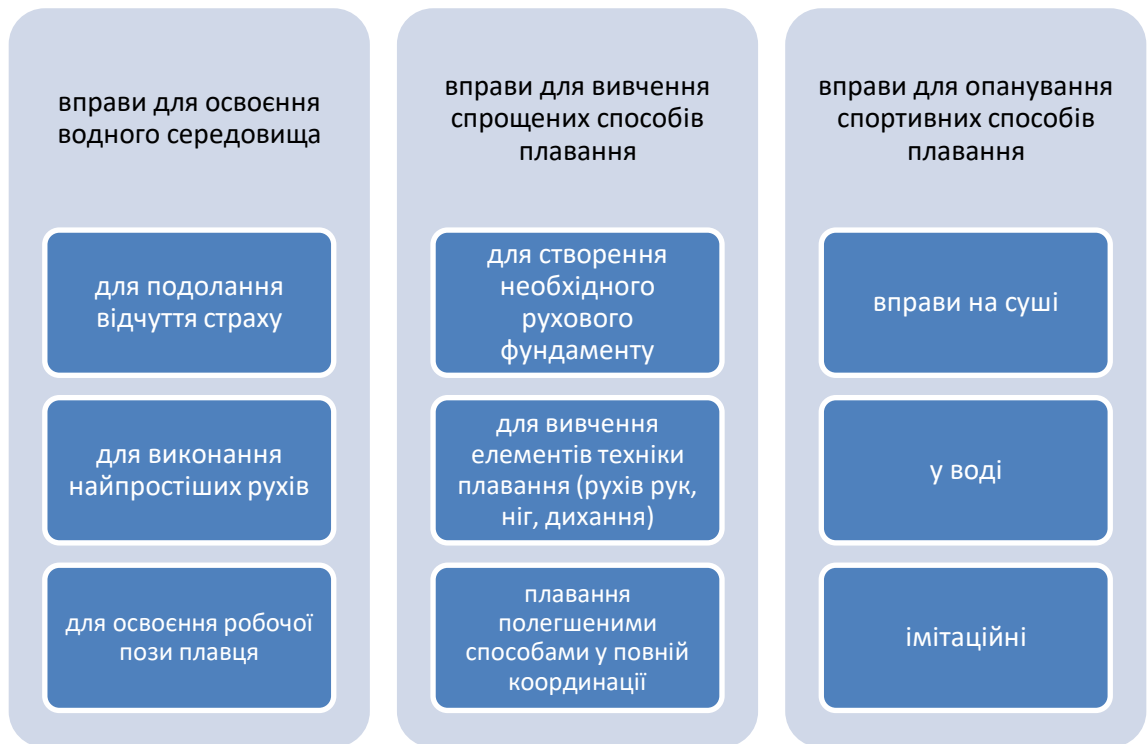 вправи для освоєння
водного середовища
для подолання
відчуття страху
для виконання
найпростіших рухів
для освоєння робочої
пози плавця
вправи для вивчення
спрощених способів
плавання
для створення
необхідного
рухового
фундаменту
для вивчення
елементів техніки
плавання (рухів рук,
ніг, дихання)
плавання
полегшеними
способами у повній
координації
вправи для опанування
спортивних способів
плавання
вправи на суші
у воді
імітаційні